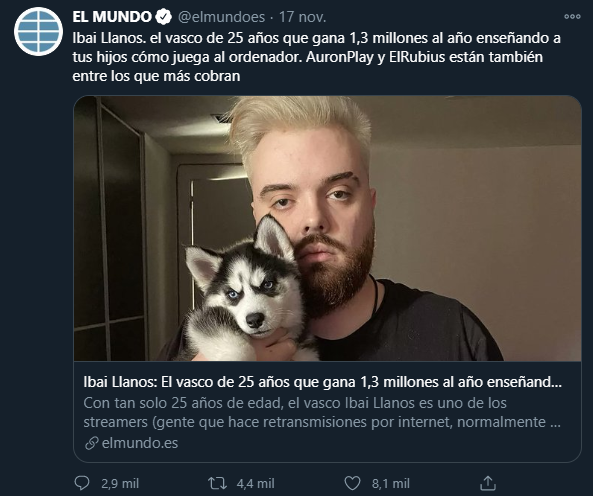 EL MUNDO @elmundoes · 17 nov.
Ibai Llanos. el vasco de 25 años que gana 1,3 millones al año enseñando a
tus hijos cómo juega al ordenador. AuronPlay y ElRubius están también
entre los que más cobran
Ibai Llanos: El vasco de 25 años que gana 1,3 millones al año enseñand...
Con tan solo 25 años de edad, el vasco Ibai Llanos es uno de los
streamers (gente que hace retransmisiones por internet, normalmente ...
elmundo.es
2,9 mil 4,4 mil 8,1 mil